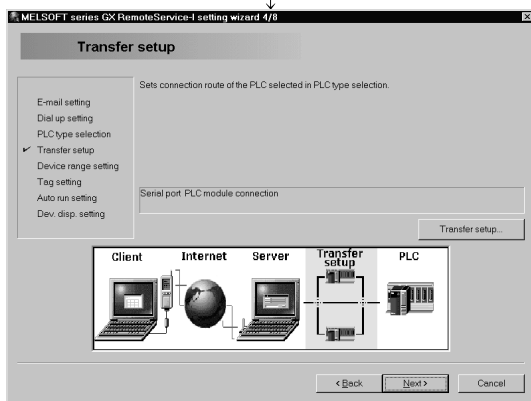 MELSOFT series GX RemoteService-I setting wizard 4/8
Transfer setup
Sets connection route of the PLC selected in PLC type selection.
E-mail setting
Dial up setting
PLC type selection
Transfer setup
Device range setting
Tag setting
Auto run setting
Dev. disp. setting
Serial port PLC module connection
Transfer setup...
Client
Internet
Server
Transfer
setup
PLC
< Back
Next >
Cancel